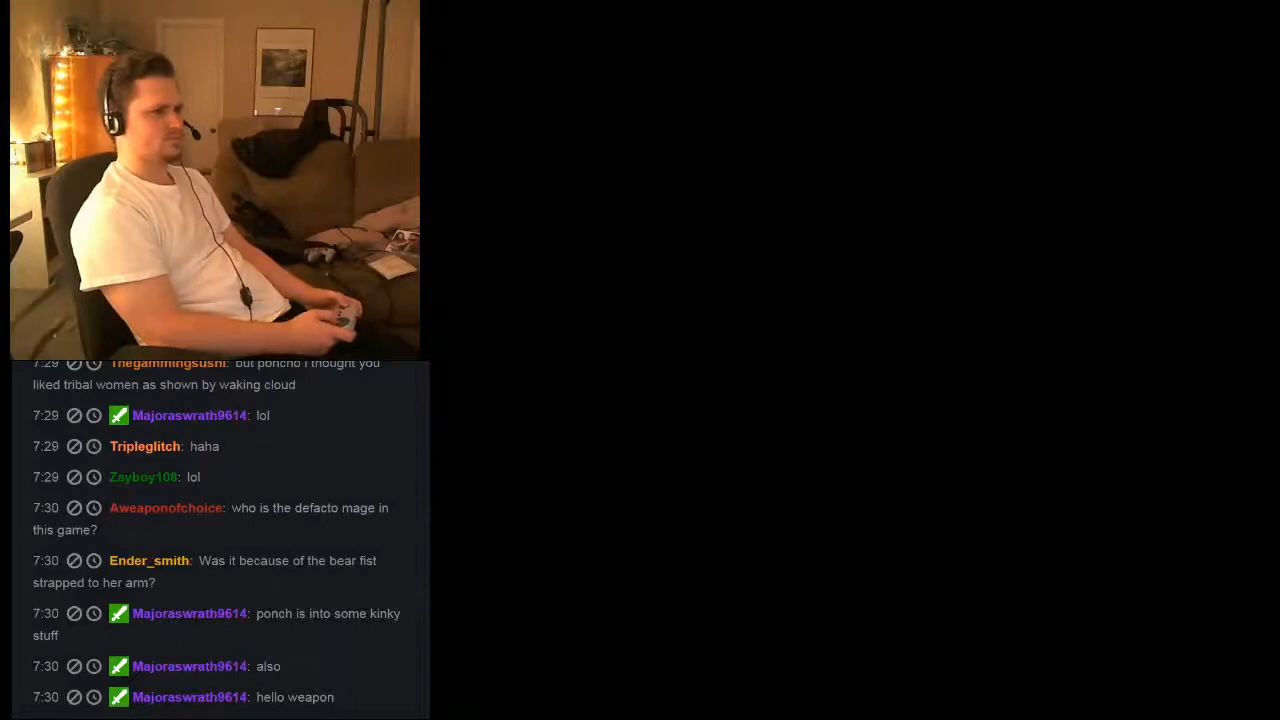 7:29 Thegammingsushi: but poncho i thought you
liked tribal women as shown by waking cloud
7:29 Majoraswrath9614: lol
7:29 Tripleglitch: haha
7:29 Zayboy108: lol
7:30 Aweaponofchoice: who is the defacto mage in
this game?
7:30 Ender_smith: Was it because of the bear fist
strapped to her arm?
7:30 Majoraswrath9614: ponch is into some kinky
stuff
7:30 Majoraswrath9614: also
7:30 Majoraswrath9614: hello weapon